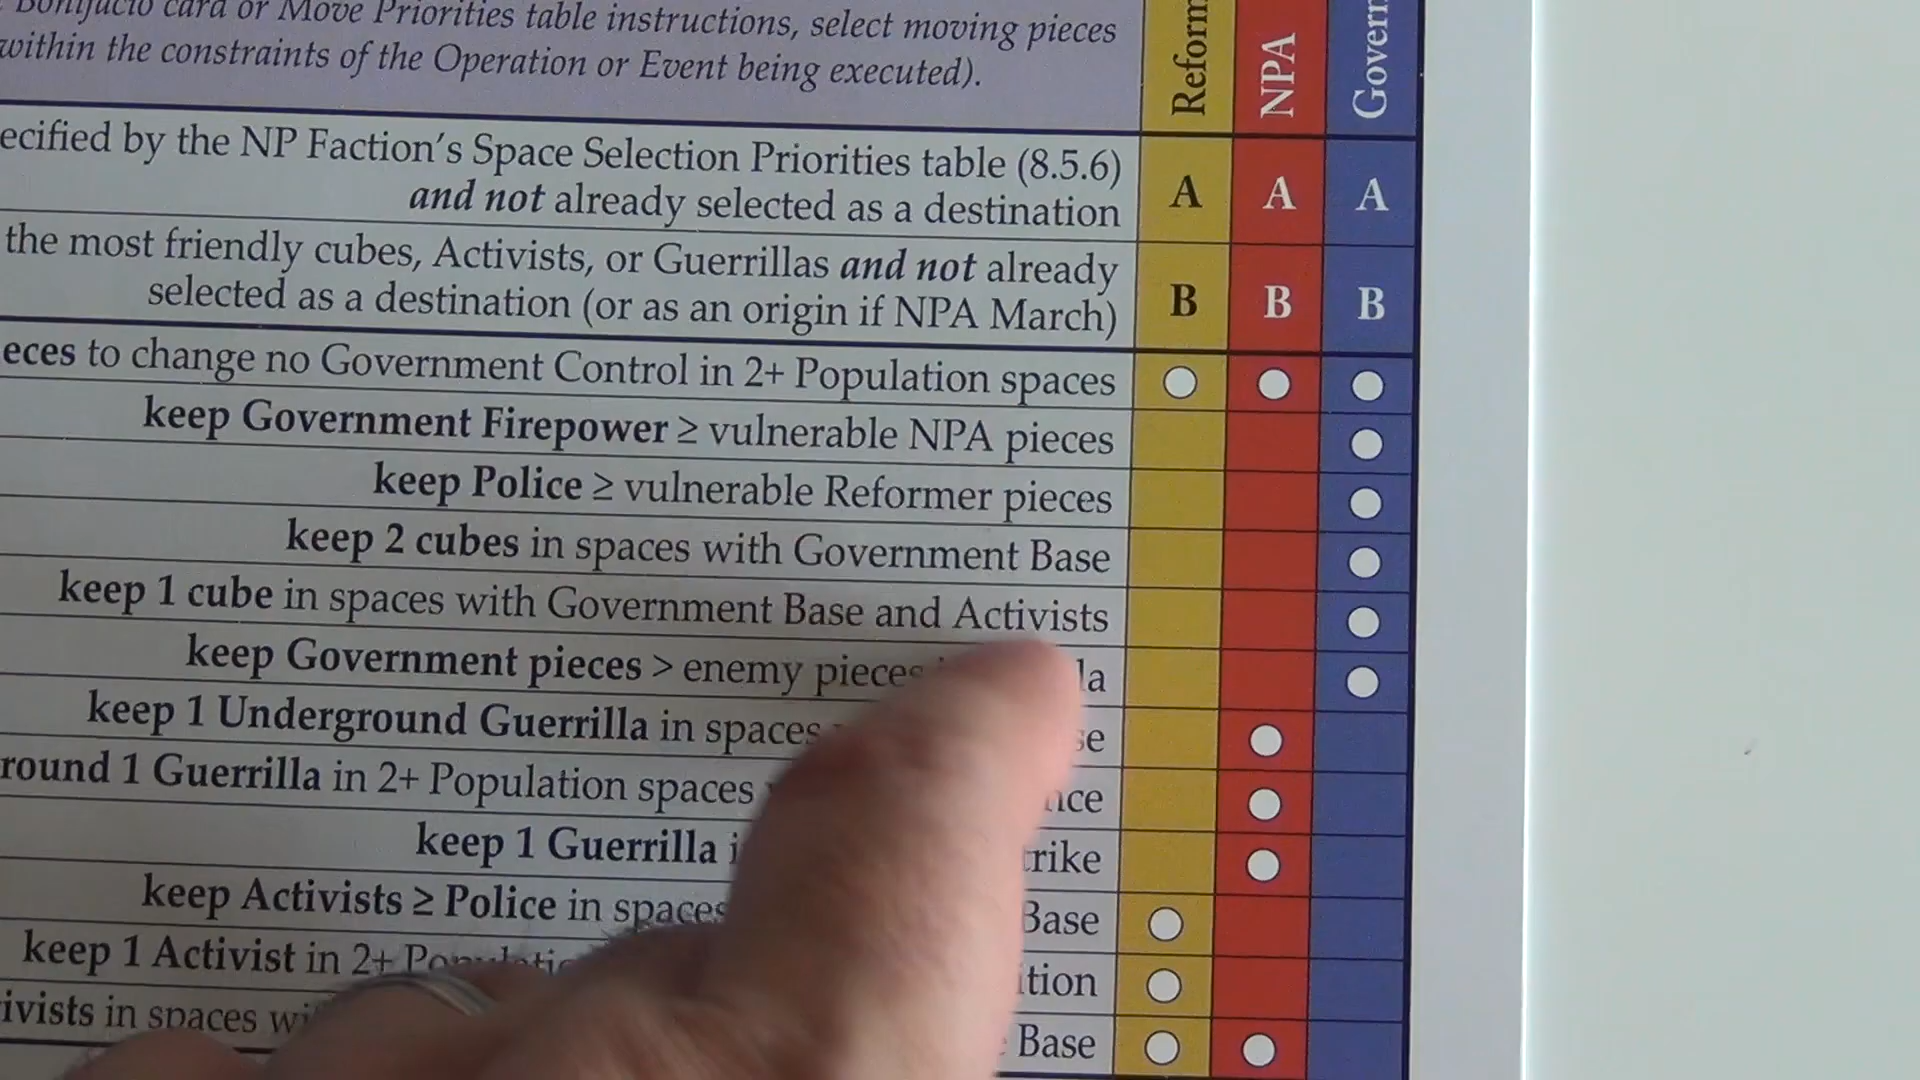 Bonifacio card or Move Priorities table instructions, select moving pieces
within the constraints of the Operation or Event being executed).
Reform
NPA
Govern
ecified by the NP Faction's Space Selection Priorities table (8.5.6)
and not already selected as a destination
A A A
the most friendly cubes, Activists, or Guerrillas and not already
selected as a destination (or as an origin if NPA March)
B B B
eces to change no Government Control in 2+ Population spaces
keep Government Firepower ≥ vulnerable NPA pieces
keep Police ≥ vulnerable Reformer pieces
keep 2 cubes in spaces with Government Base
keep 1 cube in spaces with Government Base and Activists
keep Government pieces > enemy pieces la
keep 1 Underground Guerrilla in spaces se
round 1 Guerrilla in 2+ Population spaces nce
keep 1 Guerrilla i trike
keep Activists ≥ Police in spaces Base
keep 1 Activist in 2+ Populatio ition
ivists in spaces wi Base